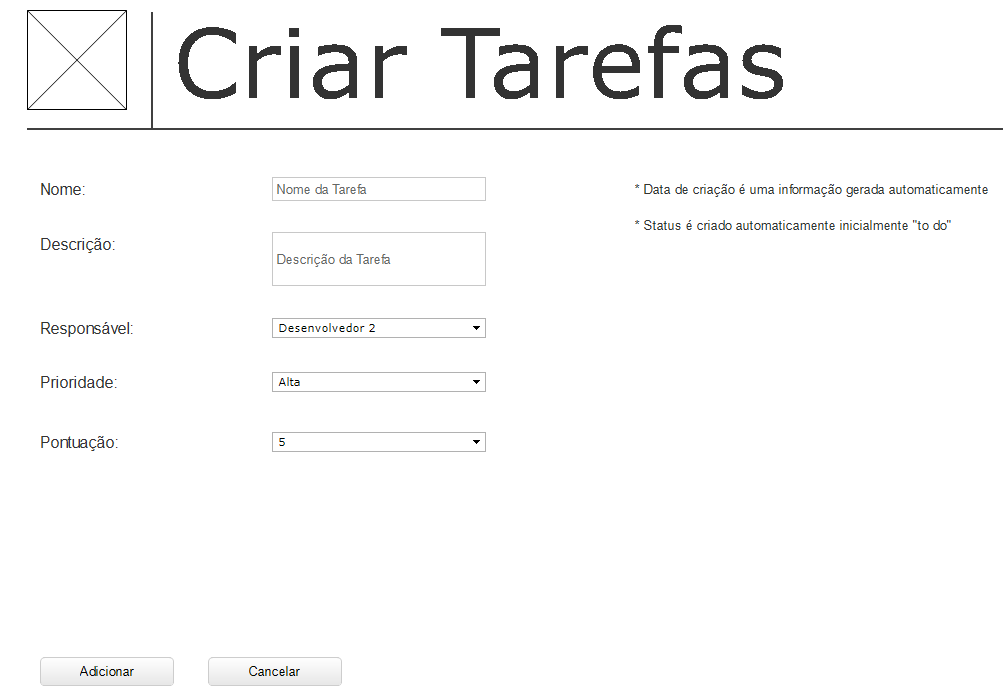 Criar Tarefas
Nome:
Nome da Tarefa
* Data de criação é uma informação gerada automaticamente
* Status é criado automaticamente inicialmente "to do"
Descrição:
Descrição da Tarefa
Responsável:
Desenvolvedor 2
Prioridade:
Alta
Pontuação:
5
Adicionar
Cancelar